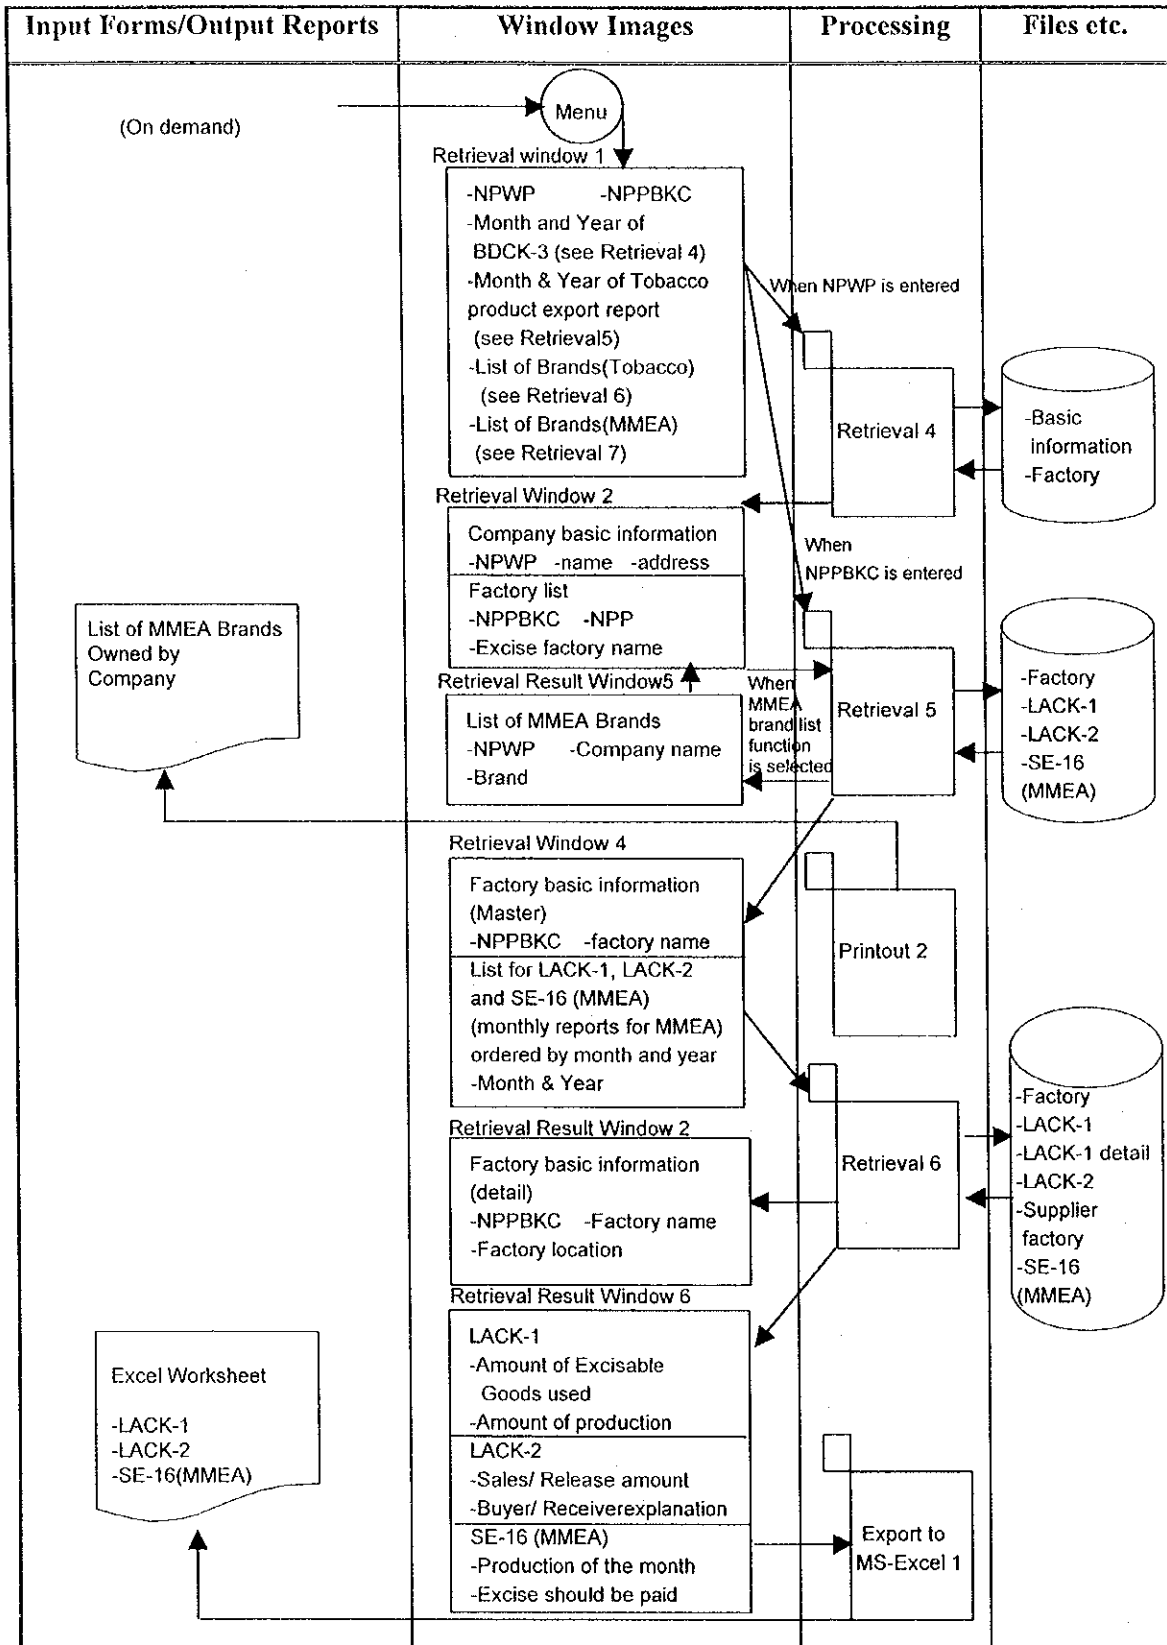 Input Forms/Output Reports
Window Images
Processing
Files etc.
(On demand)
Menu
Retrieval window 1
-NPWP -NPPBKC
-Month and Year of
BDCK-3 (see Retrieval 4)
-Month & Year of Tobacco
product export report
(see Retrieval5)
-List of Brands(Tobacco)
(see Retrieval 6)
-List of Brands(MMEA)
(see Retrieval 7)
When NPWP is entered
Retrieval 4
-Basic
information
-Factory
Retrieval Window 2
Company basic information
-NPWP -name -address
Factory list
-NPPBKC -NPP
-Excise factory name
When
NPPBKC is entered
List of MMEA Brands
Owned by
Company
Retrieval Result Window5
List of MMEA Brands
-NPWP -Company name
-Brand
When
MMEA
brand list
function
is selected
Retrieval 5
-Factory
-LACK-1
-LACK-2
-SE-16
(MMEA)
Retrieval Window 4
Factory basic information
(Master)
-NPPBKC -factory name
List for LACK-1, LACK-2
and SE-16 (MMEA)
(monthly reports for MMEA)
ordered by month and year
-Month & Year
Printout 2
Retrieval Result Window 2
Factory basic information
(detail)
-NPPBKC -Factory name
-Factory location
Retrieval 6
-Factory
-LACK-1
-LACK-1 detail
-LACK-2
-Supplier
factory
-SE-16
(MMEA)
Retrieval Result Window 6
LACK-1
-Amount of Excisable
Goods used
-Amount of production
LACK-2
-Sales/ Release amount
-Buyer/ Receiverexplanation
SE-16 (MMEA)
-Production of the month
-Excise should be paid
Excel Worksheet
-LACK-1
-LACK-2
-SE-16(MMEA)
Export to
MS-Excel 1